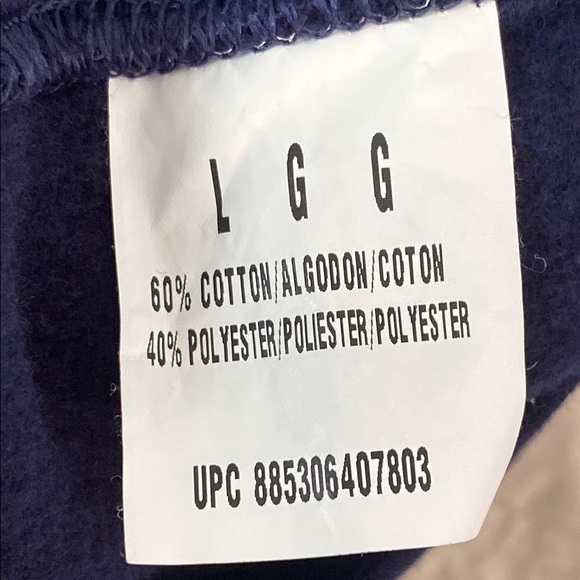 L G G
60% COTTON/ALGODON/COTON
40% POLYESTER/POLIESTER/POLYESTER
UPC 885306407803